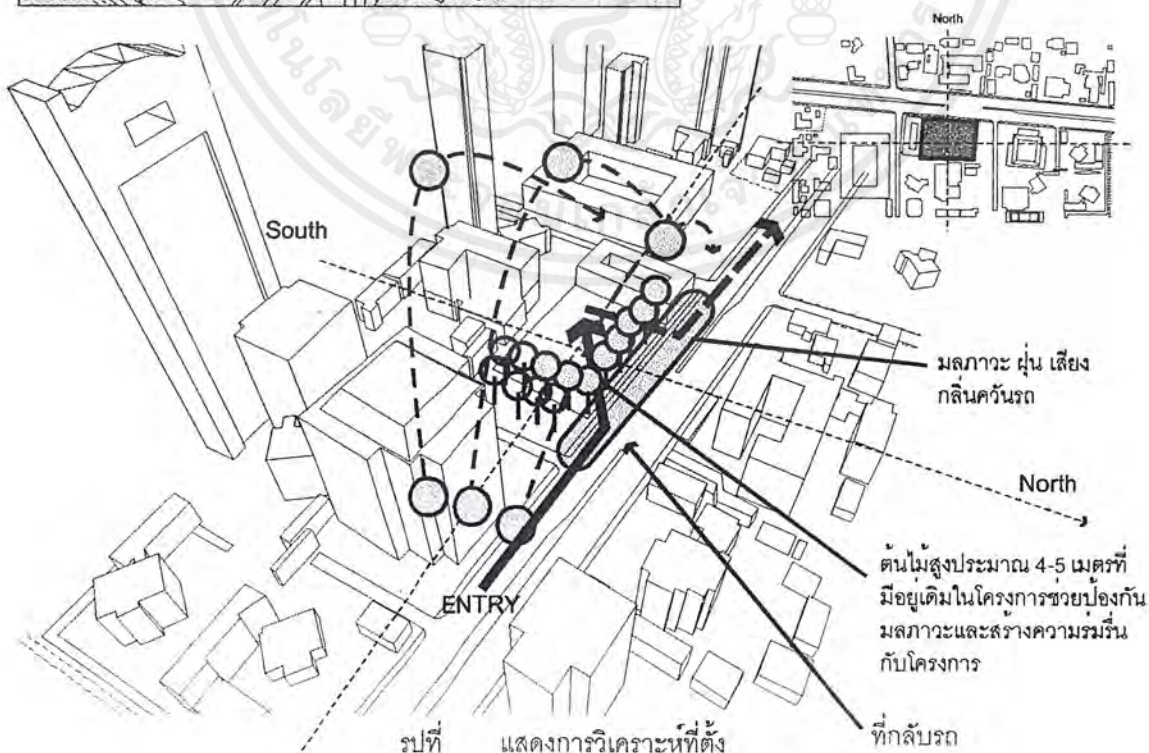 North
South
มลภาวะ ฝุ่น เสียง
กลิ่นควันรถ
North
ต้นไม้สูงประมาณ 4-5 เมตรที่
มีอยู่เดิมในโครงการช่วยป้องกัน
มลภาวะและสร้างความร่มรื่น
กับโครงการ
ENTRY
ที่กลับรถ
รูปที่ แสดงการวิเคราะห์ที่ตั้ง